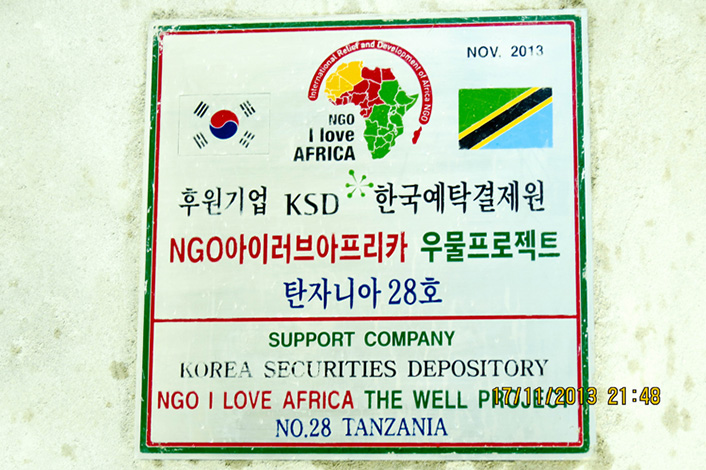 NOV. 2013
International Relief and Development of Africa NGO
NGO
I love
AFRICA
후원기업 KSD 한국예탁결제원
NGO아이러브아프리카 우물프로젝트
탄자니아 28호
SUPPORT COMPANY
KOREA SECURITIES DEPOSITORY
NGO I LOVE AFRICA THE WELL PROJECT
17/11/2013 21:48
NO.28 TANZANIA